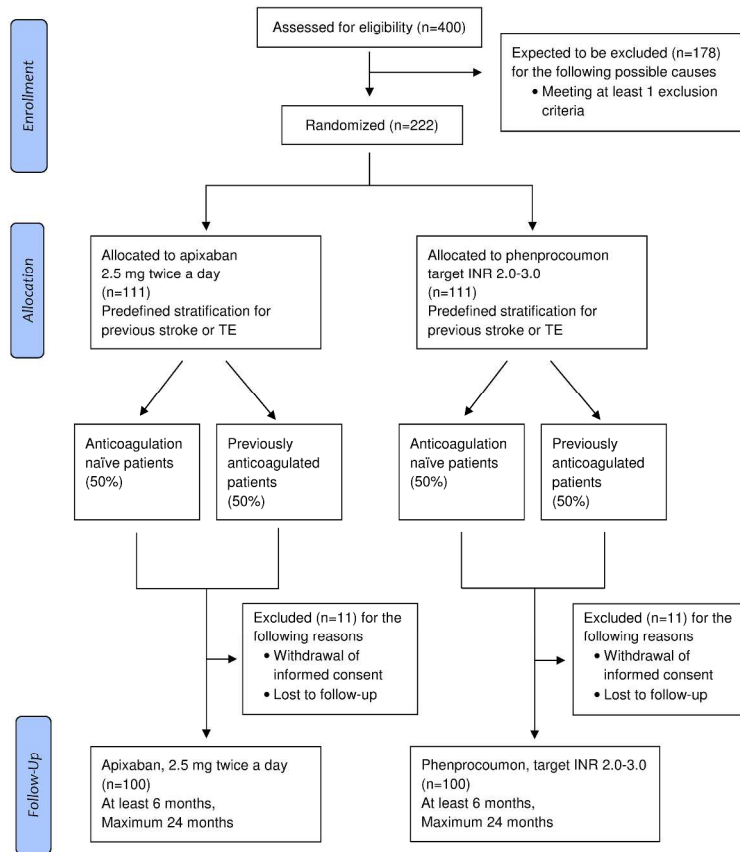 Enrollment
Assessed for eligibility (n=400)
Expected to be excluded (n=178)
for the following possible causes
• Meeting at least 1 exclusion
criteria
Randomized (n=222)
Allocation
Allocated to apixaban
2.5 mg twice a day
(n=111)
Predefined stratification for
previous stroke or TE
Allocated to phenprocoumon
target INR 2.0-3.0
(n=111)
Predefined stratification for
previous stroke or TE
Anticoagulation
naïve patients
(50%)
Previously
anticoagulated
patients
(50%)
Anticoagulation
naïve patients
(50%)
Previously
anticoagulated
patients
(50%)
Excluded (n=11) for the
following reasons
• Withdrawal of
informed consent
• Lost to follow-up
Excluded (n=11) for the
following reasons
• Withdrawal of
informed consent
• Lost to follow-up
Follow-Up
Apixaban, 2.5 mg twice a day
(n=100)
At least 6 months,
Maximum 24 months
Phenprocoumon, target INR 2.0-3.0
(n=100)
At least 6 months,
Maximum 24 months